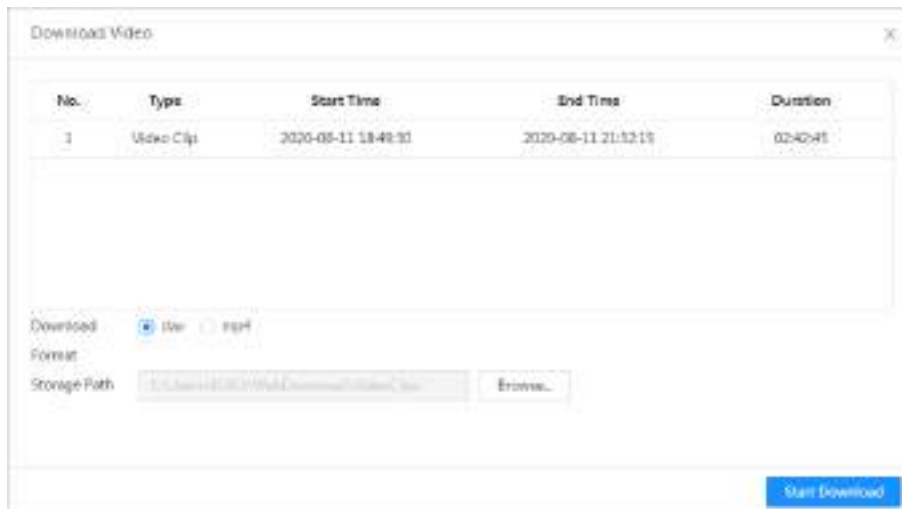 Download Video
No. Type Start Time End Time Duration
1 Video Clip 2020-08-11 18:49:30 2020-08-11 21:32:15 02:42:45
Download dav mp4
Format
Storage Path Browse...
Start Download